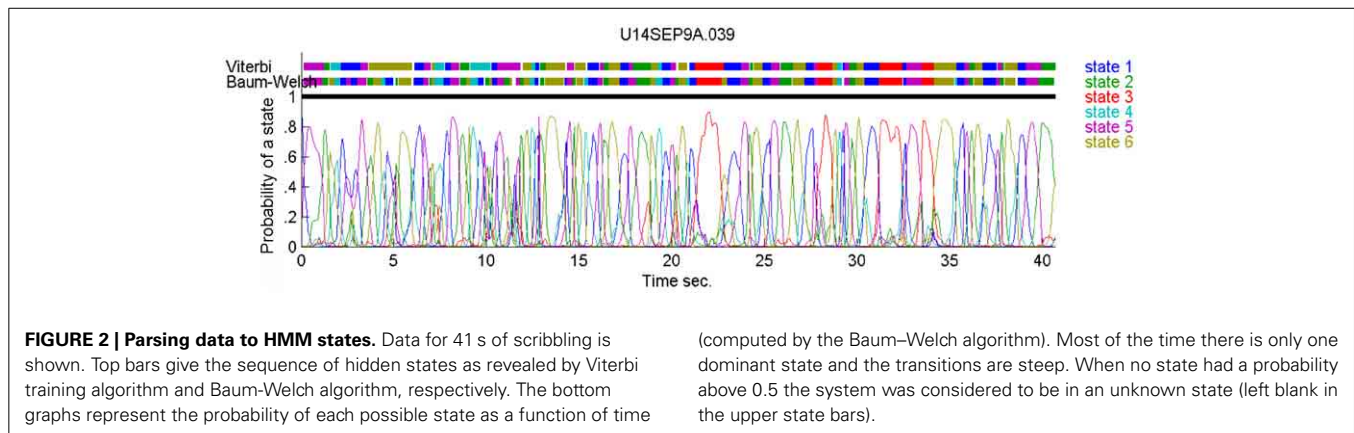 U14SEP9A.039
Viterbi
Baum-Welch
state 1
state 2
state 3
state 4
state 5
state 6
Probability of a state
1
.8
.6
.4
.2
0
0 5 10 15 20 25 30 35 40
Time sec.
FIGURE 2 | Parsing data to HMM states. Data for 41 s of scribbling is
shown. Top bars give the sequence of hidden states as revealed by Viterbi
training algorithm and Baum-Welch algorithm, respectively. The bottom
graphs represent the probability of each possible state as a function of time
(computed by the Baum–Welch algorithm). Most of the time there is only one
dominant state and the transitions are steep. When no state had a probability
above 0.5 the system was considered to be in an unknown state (left blank in
the upper state bars).